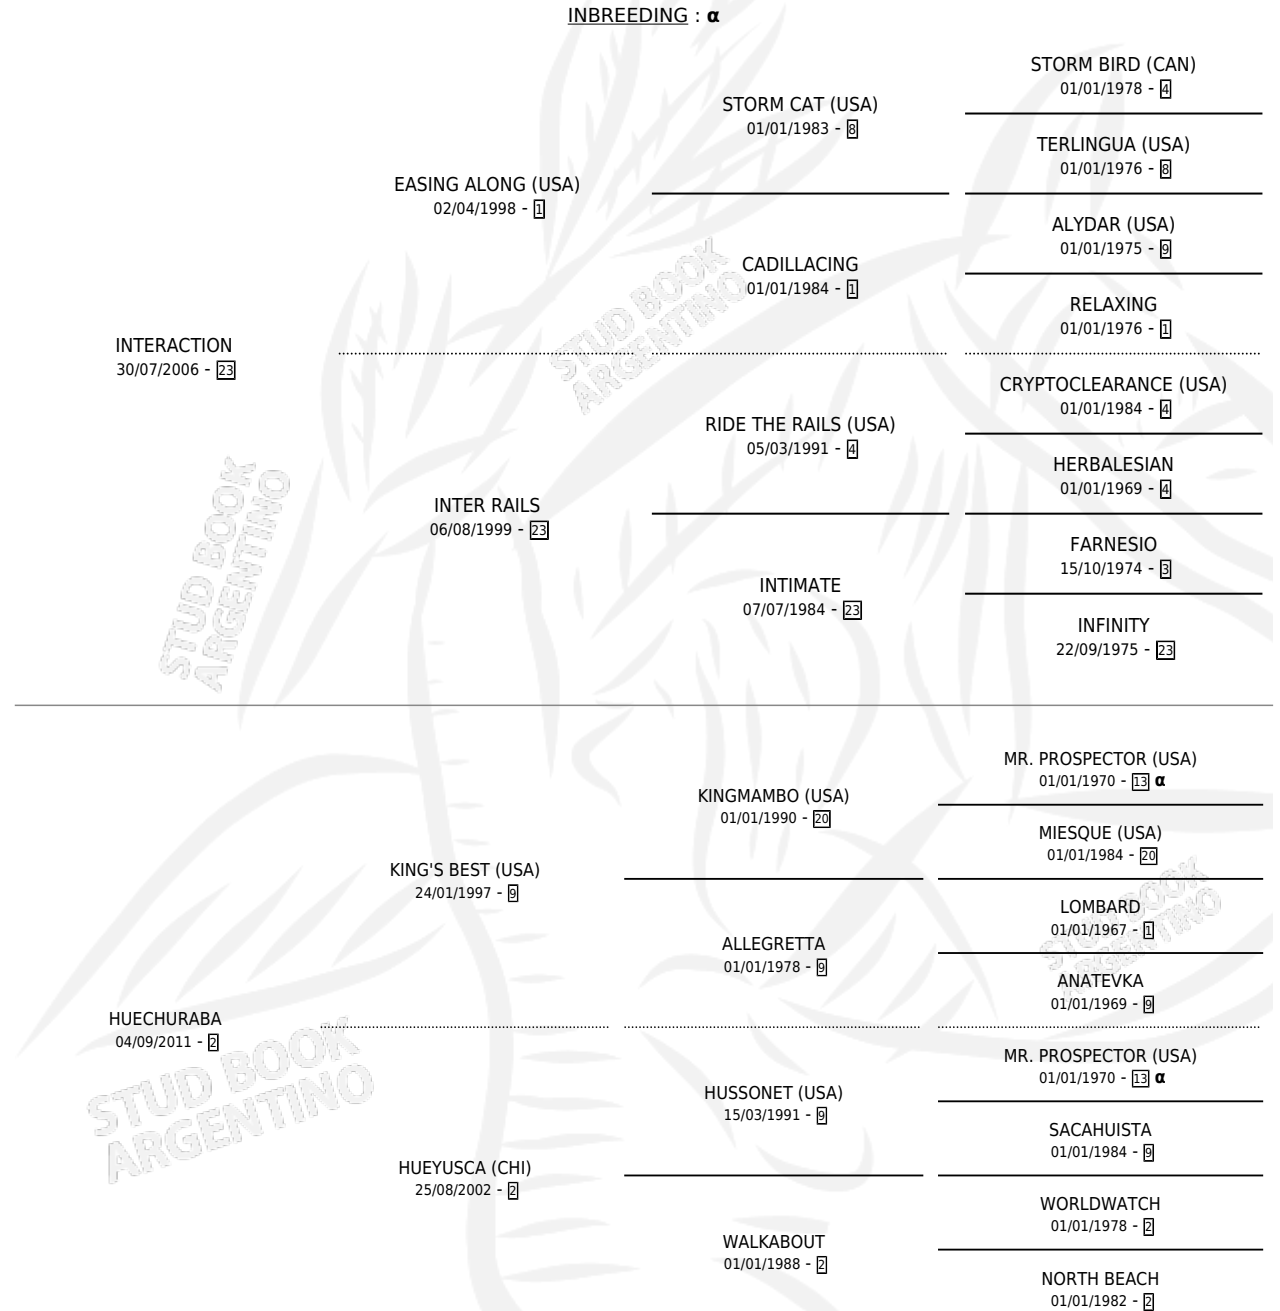 INBREEDING : α
STORM BIRD (CAN)
01/01/1978 - 4
STORM CAT (USA)
01/01/1983 - 8
TERLINGUA (USA)
01/01/1976 - 8
EASING ALONG (USA)
02/04/1998 - 1
ALYDAR (USA)
01/01/1975 - 9
CADILLACING
01/01/1984 - 1
RELAXING
01/01/1976 - 1
INTERACTION
30/07/2006 - 23
CRYPTOCLEARANCE (USA)
01/01/1984 - 4
RIDE THE RAILS (USA)
05/03/1991 - 4
HERBALESIAN
01/01/1969 - 4
INTER RAILS
06/08/1999 - 23
FARNESIO
15/10/1974 - 3
INTIMATE
07/07/1984 - 23
INFINITY
22/09/1975 - 23
MR. PROSPECTOR (USA)
01/01/1970 - 13 α
KINGMAMBO (USA)
01/01/1990 - 20
MIESQUE (USA)
01/01/1984 - 20
KING'S BEST (USA)
24/01/1997 - 9
LOMBARD
01/01/1967 - 1
ALLEGRETTA
01/01/1978 - 9
ANATEVKA
01/01/1969 - 9
HUECHURABA
04/09/2011 - 2
MR. PROSPECTOR (USA)
01/01/1970 - 13 α
HUSSONET (USA)
15/03/1991 - 9
SACAHUISTA
01/01/1984 - 9
HUEYUSCA (CHI)
25/08/2002 - 2
WORLDWATCH
01/01/1978 - 2
WALKABOUT
01/01/1988 - 2
NORTH BEACH
01/01/1982 - 2
STUD BOOK
ARGENTINO
STUD BOOK
ARGENTINO
STUD BOOK
ARGENTINO
STUD BOOK
ARGENTINO